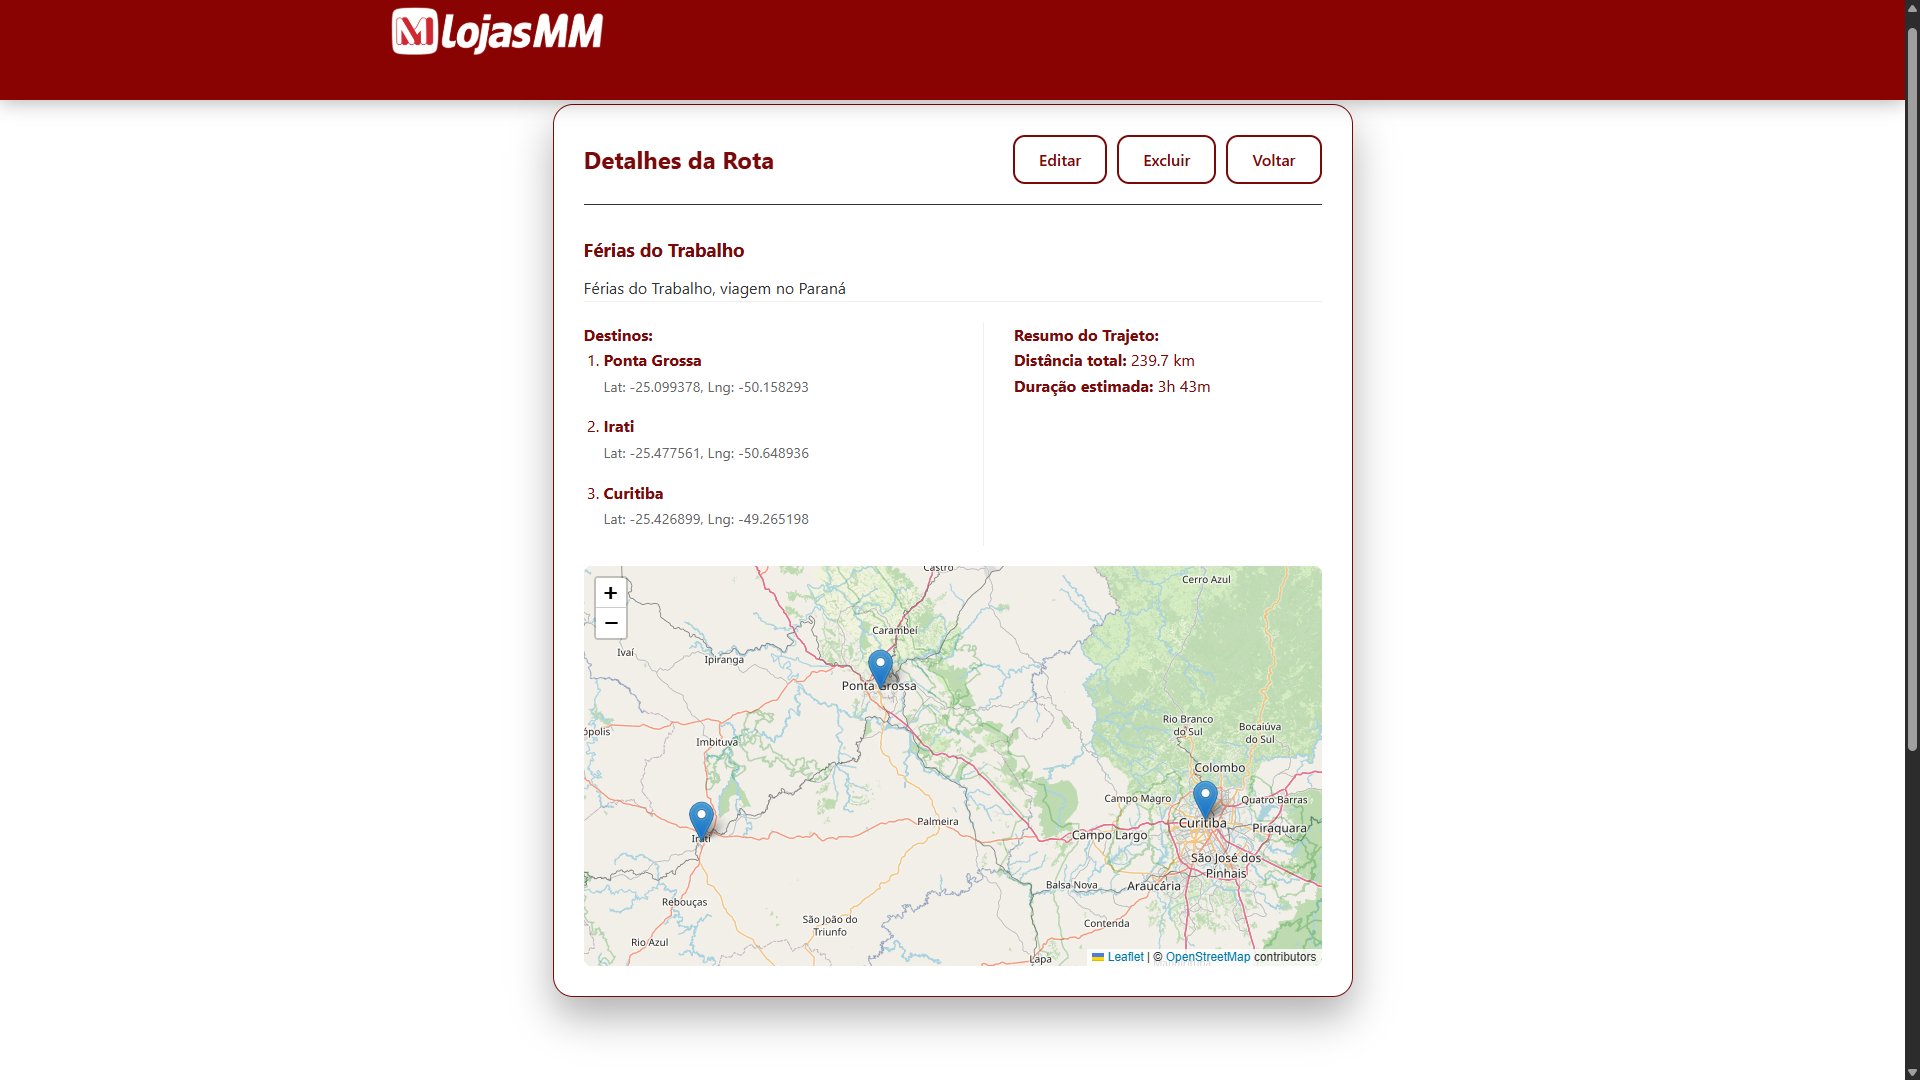 lojasMM
Detalhes da Rota
Editar
Excluir
Voltar
Férias do Trabalho
Férias do Trabalho, viagem no Paraná
Destinos:
1. Ponta Grossa
Lat: -25.099378, Lng: -50.158293
2. Irati
Lat: -25.477561, Lng: -50.648936
3. Curitiba
Lat: -25.426899, Lng: -49.265198
Resumo do Trajeto:
Distância total: 239.7 km
Duração estimada: 3h 43m
+
−
Castro
Cerro Azul
Carambeí
Ivaí
Ipiranga
Ponta Grossa
Rio Branco
do Sul
Bocaiúva
do Sul
ópolis
Imbituva
Colombo
Campo Magro
Quatro Barras
Palmeira
Curitiba
Piraquara
Campo Largo
Irati
São José dos
Pinhais
Balsa Nova
Araucária
Rebouças
São João do
Triunfo
Contenda
Rio Azul
Lapa
Leaflet | © OpenStreetMap contributors